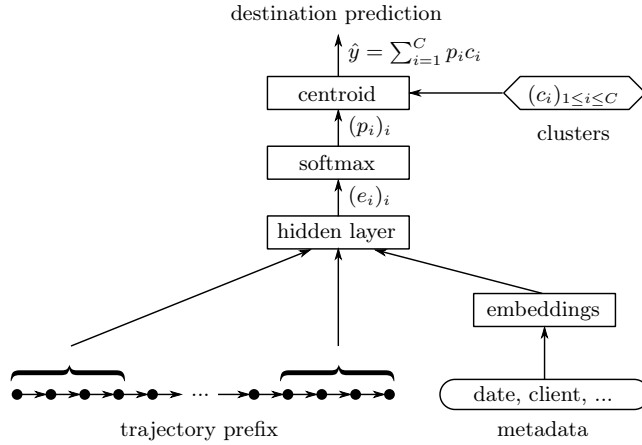 destination prediction
ŷ = ∑_{i=1}^{C} p_i c_i
centroid
(c_i)_{1≤i≤C}
clusters
(p_i)_i
softmax
(e_i)_i
hidden layer
embeddings
...
date, client, ...
trajectory prefix
metadata